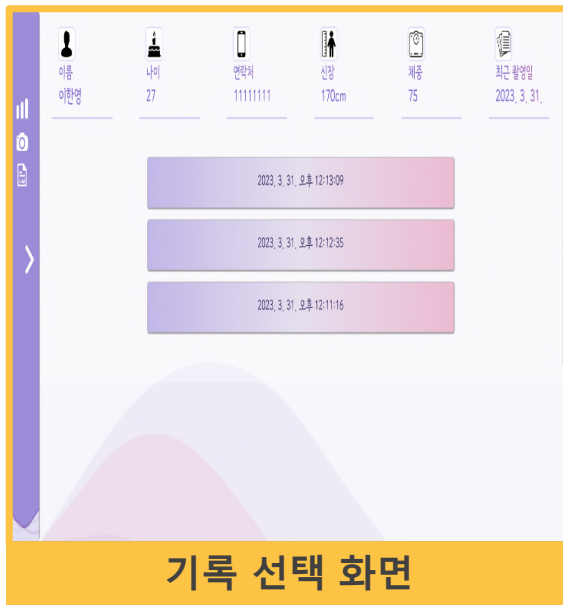 이름 나이 연락처 신장 체중 최근 촬영일
이한영 27 11111111 170cm 75 2023. 3. 31.
2023. 3. 31. 오후 12:13:09
2023. 3. 31. 오후 12:12:35
2023. 3. 31. 오후 12:11:16
기록 선택 화면